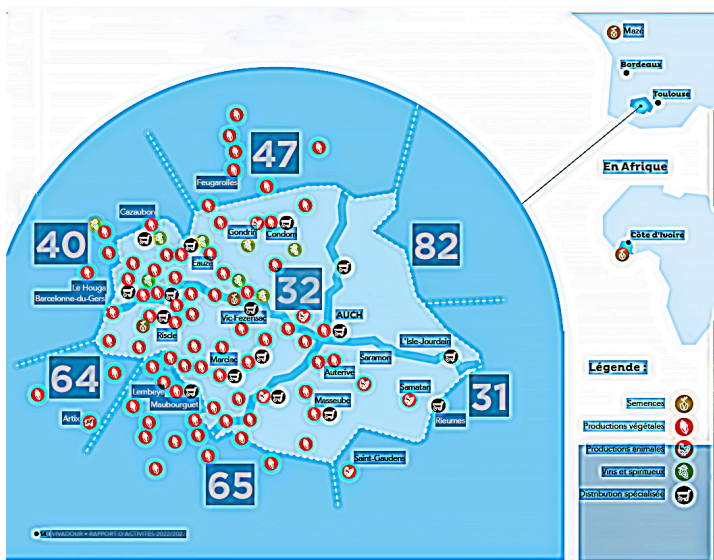 Mazé
Bordeaux
Toulouse
47
Feugarolles
En Afrique
Cazaubon
Gondrin
Condom
40
Eauze
82
Côte d'Ivoire
Le Houga
Barcelonne-du-Gers
32
Vic-Fezensac
AUCH
Riscle
L'Isle-Jourdain
Marciac
Saramon
Auterive
Légende :
64
Lembeye
Maubourguet
Masseube
Samatan
31
Semences
Artix
Rieumes
Productions végétales
Productions animales
Saint-Gaudens
65
Vins et spiritueux
Distribution spécialisée
VIVADOUR • RAPPORT D'ACTIVITÉS 2022/2023